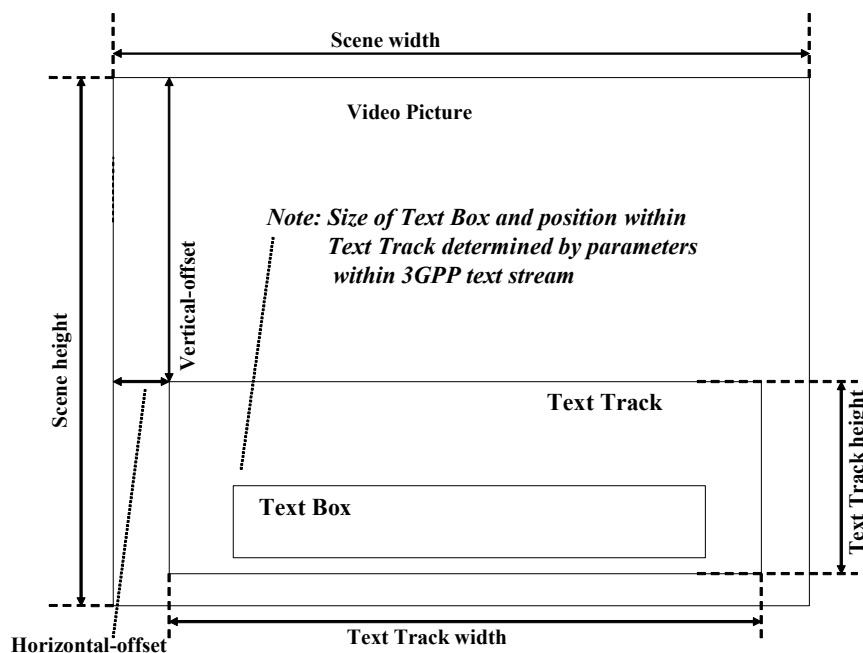 Scene width
Video Picture
Note: Size of Text Box and position within
Text Track determined by parameters
within 3GPP text stream
Vertical-offset
Scene height
Text Track
Text Track height
Text Box
Horizontal-offset
Text Track width